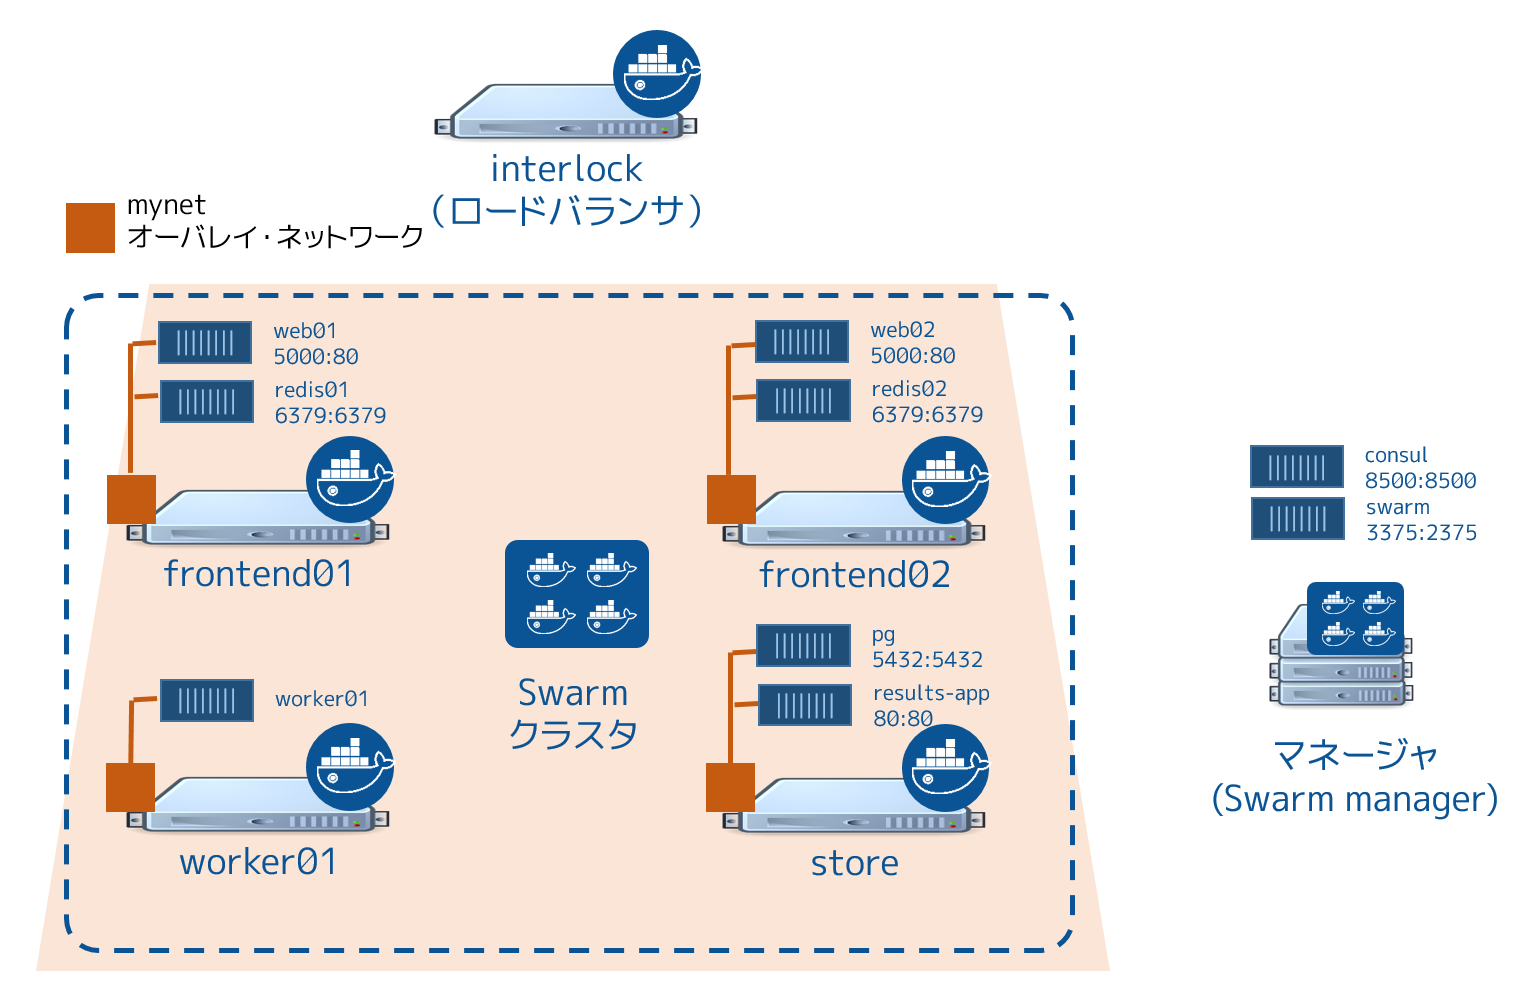 interlock
（ロードバランサ）
mynet
オーバレイ・ネットワーク
web01
5000:80
redis01
6379:6379
frontend01
web02
5000:80
redis02
6379:6379
frontend02
worker01
worker01
Swarm
クラスタ
pg
5432:5432
results-app
80:80
store
consul
8500:8500
swarm
3375:2375
マネージャ
(Swarm manager)